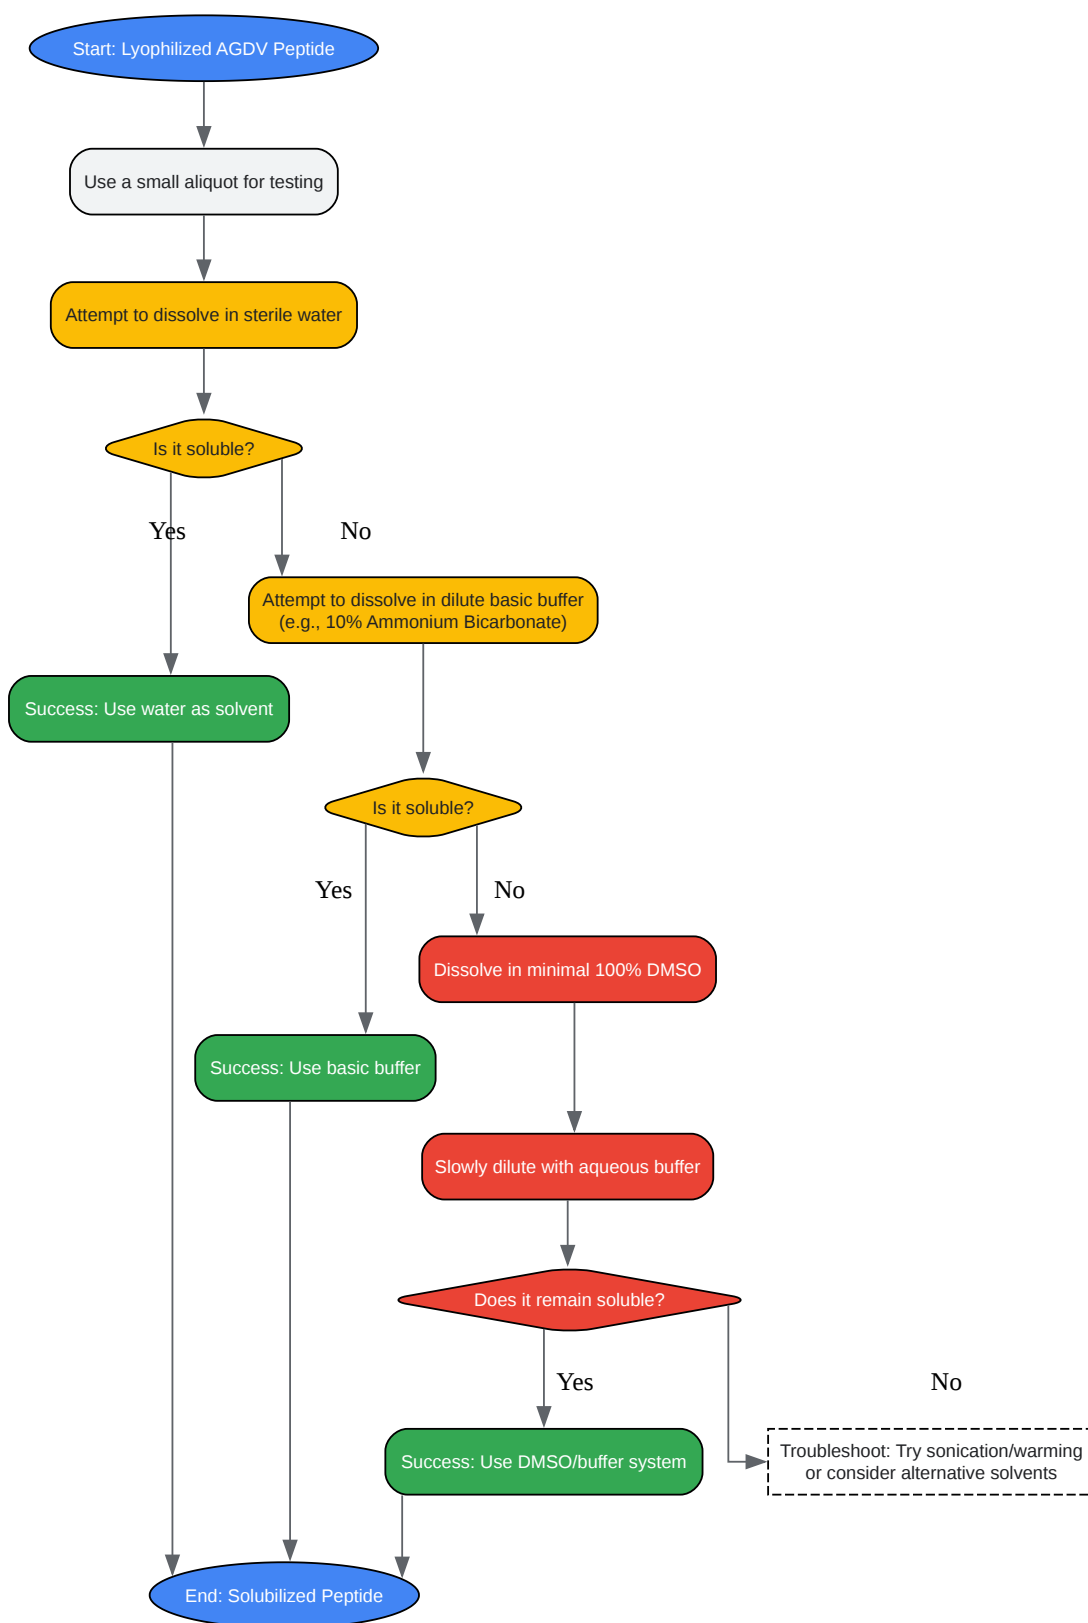 Start: Lyophilized AGDV Peptide
Use a small aliquot for testing
Attempt to dissolve in sterile water
Is it soluble?
Yes
No
Attempt to dissolve in dilute basic buffer
(e.g., 10% Ammonium Bicarbonate)
Success: Use water as solvent
Is it soluble?
Yes
No
Dissolve in minimal 100% DMSO
Success: Use basic buffer
Slowly dilute with aqueous buffer
Does it remain soluble?
Yes
No
Success: Use DMSO/buffer system
Troubleshoot: Try sonication/warming
or consider alternative solvents
End: Solubilized Peptide